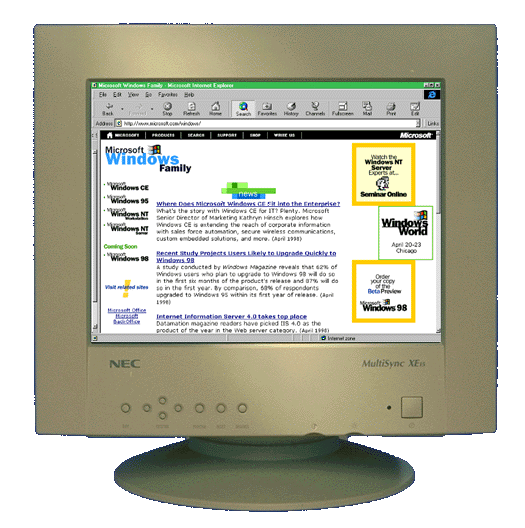 Microsoft Windows Family - Microsoft Internet Explorer
File Edit View Go Favorites Help
Back Stop Refresh Home Search Favorites History Channels Fullscreen Mail Print Edit
Address http://www.microsoft.com/windows/ Links
MICROSOFT PRODUCTS SEARCH SUPPORT SHOP WRITE US Microsoft
Microsoft
Windows
Family
Microsoft
Windows CE
Microsoft
Windows 95
Microsoft
Windows NT
Workstation
Microsoft
Windows NT
Server
Coming Soon
Microsoft
Windows 98
Visit related sites
Microsoft Office
Microsoft
BackOffice
news
Where Does Microsoft Windows CE fit into the Enterprise?
What's the story with Windows CE for IT? Plenty. Microsoft
Senior Director of Marketing Kathryn Hinsch explores how
Windows CE is extending the reach of corporate information
with sales force automation, secure wireless communications,
custom embedded solutions, and more. (April 1998)
Recent Study Projects Users Likely to Upgrade Quickly to
Windows 98
A study conducted by Windows Magazine reveals that 62% of
Windows users who plan to upgrade to Windows 98 will do so
in the first six months of the product's release and 87% will do
so in the first year. By comparison, 68% of respondents
upgraded to Windows 95 within its first year of release. (April
1998)
Internet Information Server 4.0 takes top place
Datamation magazine readers have picked IIS 4.0 as the
product of the year in the Web server category. (April 1998)
Watch the
Windows NT
Server
Experts at...
Seminar Online
Windows
World
April 20-23
Chicago
Order
your copy
of the
Beta Preview
Microsoft
Windows 98
Internet zone
NEC
MultiSync XE15